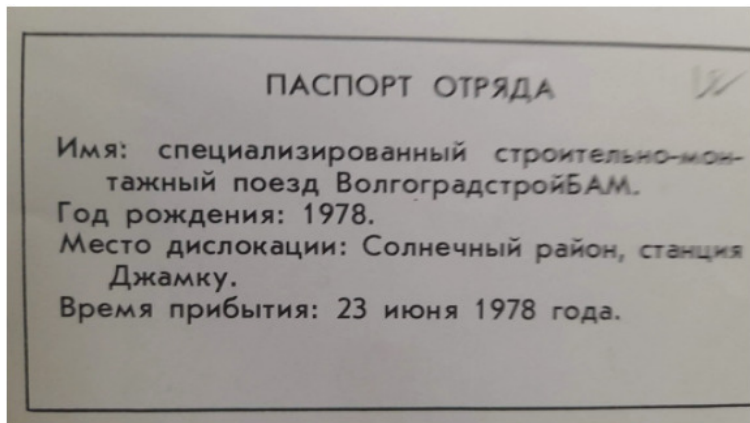 ПАСПОРТ ОТРЯДА
Имя: специализированный строительно-мон-
тажный поезд ВолгоградстройБАМ.
Год рождения: 1978.
Место дислокации: Солнечный район, станция
Джамку.
Время прибытия: 23 июня 1978 года.